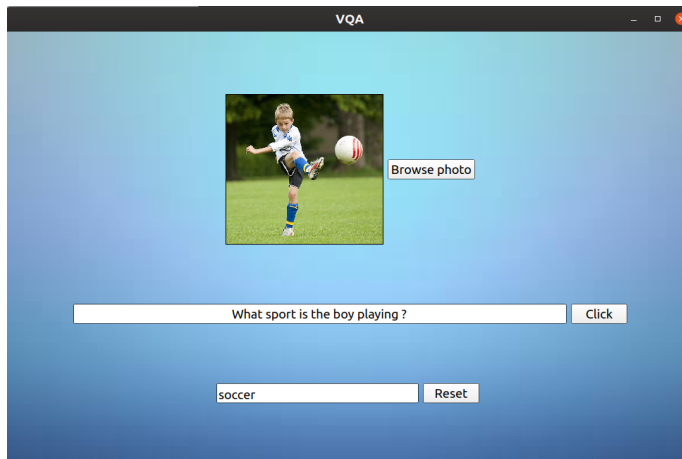 VQA
Browse photo
What sport is the boy playing ?
Click
soccer
Reset